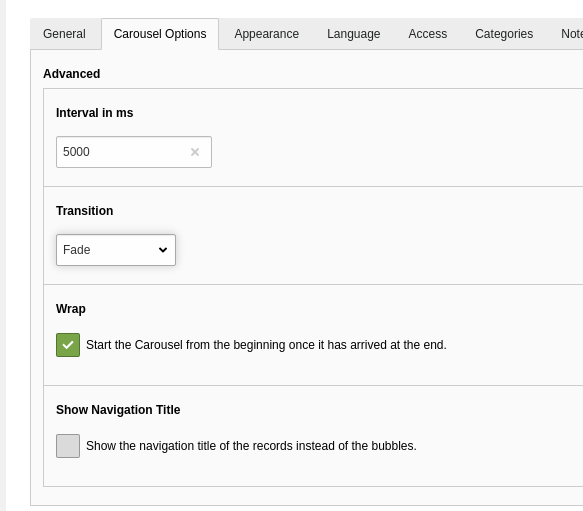 General Carousel Options Appearance Language Access Categories Note
Advanced
Interval in ms
5000
Transition
Fade
Wrap
Start the Carousel from the beginning once it has arrived at the end.
Show Navigation Title
Show the navigation title of the records instead of the bubbles.